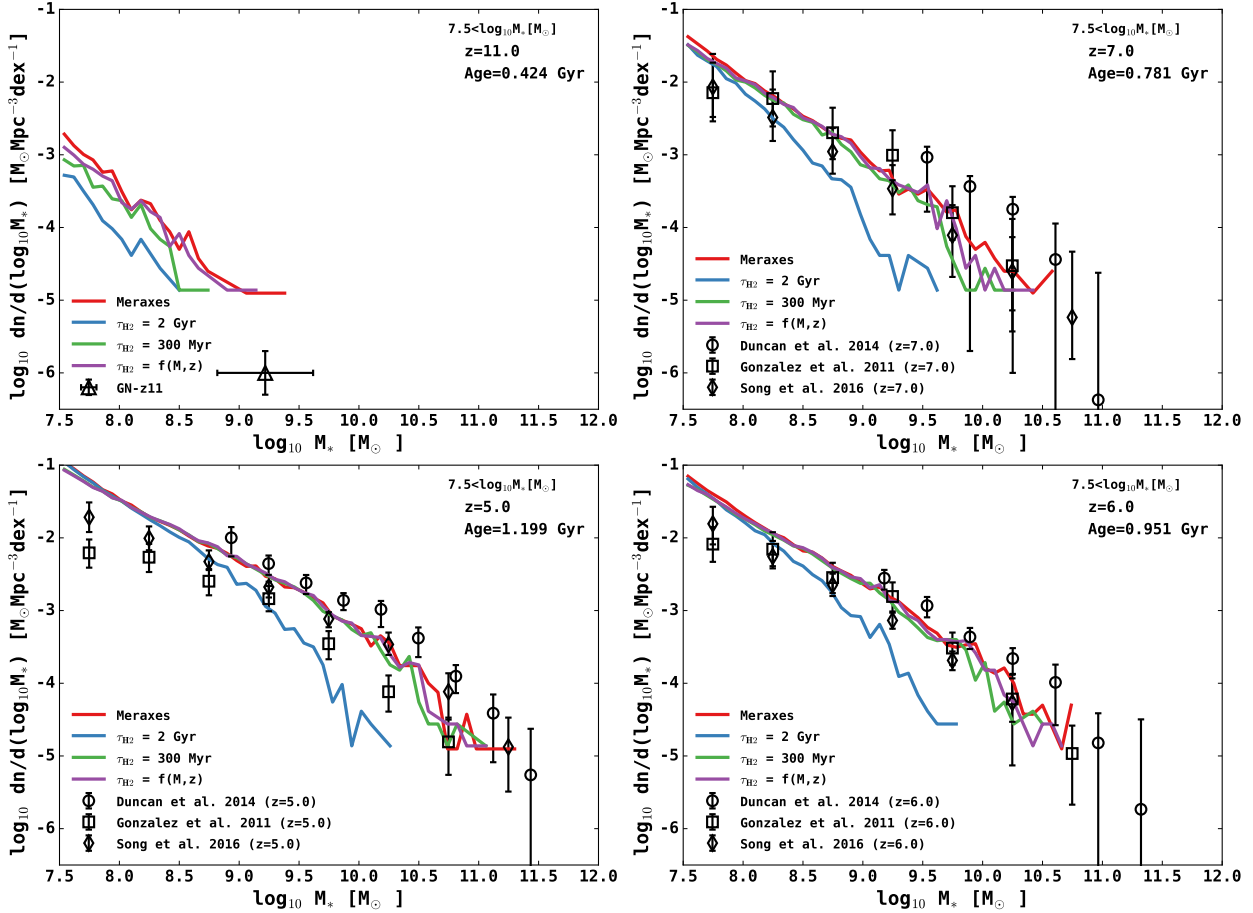 7.5<log₁₀M∗[M⊙]
z=11.0
Age=0.424 Gyr
Meraxes
τH2 = 2 Gyr
τH2 = 300 Myr
τH2 = f(M,z)
GN-z11
-1
-2
-3
-4
-5
-6
7.5 8.0 8.5 9.0 9.5 10.0 10.5 11.0 11.5 12.0
log₁₀ M∗ [M⊙ ]
log₁₀ dn/d(log₁₀M∗) [M⊙Mpc⁻³dex⁻¹]
7.5<log₁₀M∗[M⊙]
z=7.0
Age=0.781 Gyr
Meraxes
τH2 = 2 Gyr
τH2 = 300 Myr
τH2 = f(M,z)
Duncan et al. 2014 (z=7.0)
Gonzalez et al. 2011 (z=7.0)
Song et al. 2016 (z=7.0)
-1
-2
-3
-4
-5
-6
7.5 8.0 8.5 9.0 9.5 10.0 10.5 11.0 11.5 12.0
log₁₀ M∗ [M⊙ ]
log₁₀ dn/d(log₁₀M∗) [M⊙Mpc⁻³dex⁻¹]
7.5<log₁₀M∗[M⊙]
z=5.0
Age=1.199 Gyr
Meraxes
τH2 = 2 Gyr
τH2 = 300 Myr
τH2 = f(M,z)
Duncan et al. 2014 (z=5.0)
Gonzalez et al. 2011 (z=5.0)
Song et al. 2016 (z=5.0)
-1
-2
-3
-4
-5
-6
7.5 8.0 8.5 9.0 9.5 10.0 10.5 11.0 11.5 12.0
log₁₀ M∗ [M⊙ ]
log₁₀ dn/d(log₁₀M∗) [M⊙Mpc⁻³dex⁻¹]
7.5<log₁₀M∗[M⊙]
z=6.0
Age=0.951 Gyr
Meraxes
τH2 = 2 Gyr
τH2 = 300 Myr
τH2 = f(M,z)
Duncan et al. 2014 (z=6.0)
Gonzalez et al. 2011 (z=6.0)
Song et al. 2016 (z=6.0)
-1
-2
-3
-4
-5
-6
7.5 8.0 8.5 9.0 9.5 10.0 10.5 11.0 11.5 12.0
log₁₀ M∗ [M⊙ ]
log₁₀ dn/d(log₁₀M∗) [M⊙Mpc⁻³dex⁻¹]